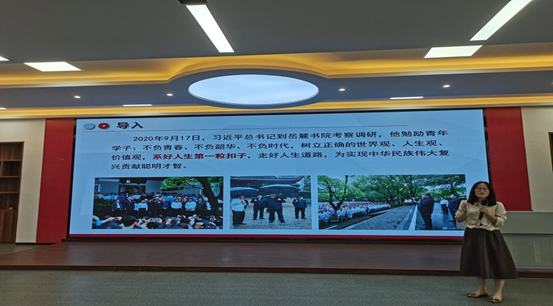 导入
2020年9月17日，习近平总书记到岳麓书院考察调研，他勉励青年
学子：不负青春、不负韶华、不负时代，树立正确的世界观、人生观、
价值观，系好人生第一粒扣子，走好人生道路，为实现中华民族伟大复
兴贡献聪明才智。